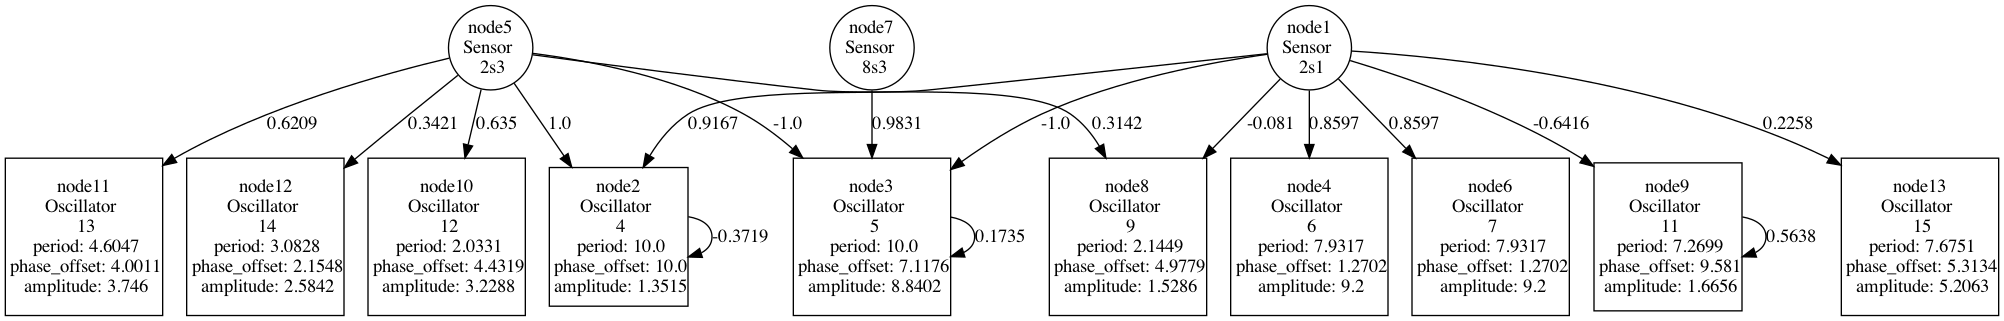 node5
Sensor
2s3
node7
Sensor
8s3
node1
Sensor
2s1
0.6209
0.3421
0.635
1.0
0.9167
-1.0
0.9831
-1.0
0.3142
-0.081
0.8597
0.8597
-0.6416
0.2258
node11
Oscillator
13
period: 4.6047
phase_offset: 4.0011
amplitude: 3.746
node12
Oscillator
14
period: 3.0828
phase_offset: 2.1548
amplitude: 2.5842
node10
Oscillator
12
period: 2.0331
phase_offset: 4.4319
amplitude: 3.2288
node2
Oscillator
4
period: 10.0
phase_offset: 10.0
amplitude: 1.3515
-0.3719
node3
Oscillator
5
period: 10.0
phase_offset: 7.1176
amplitude: 8.8402
0.1735
node8
Oscillator
9
period: 2.1449
phase_offset: 4.9779
amplitude: 1.5286
node4
Oscillator
6
period: 7.9317
phase_offset: 1.2702
amplitude: 9.2
node6
Oscillator
7
period: 7.9317
phase_offset: 1.2702
amplitude: 9.2
node9
Oscillator
11
period: 7.2699
phase_offset: 9.581
amplitude: 1.6656
0.5638
node13
Oscillator
15
period: 7.6751
phase_offset: 5.3134
amplitude: 5.2063